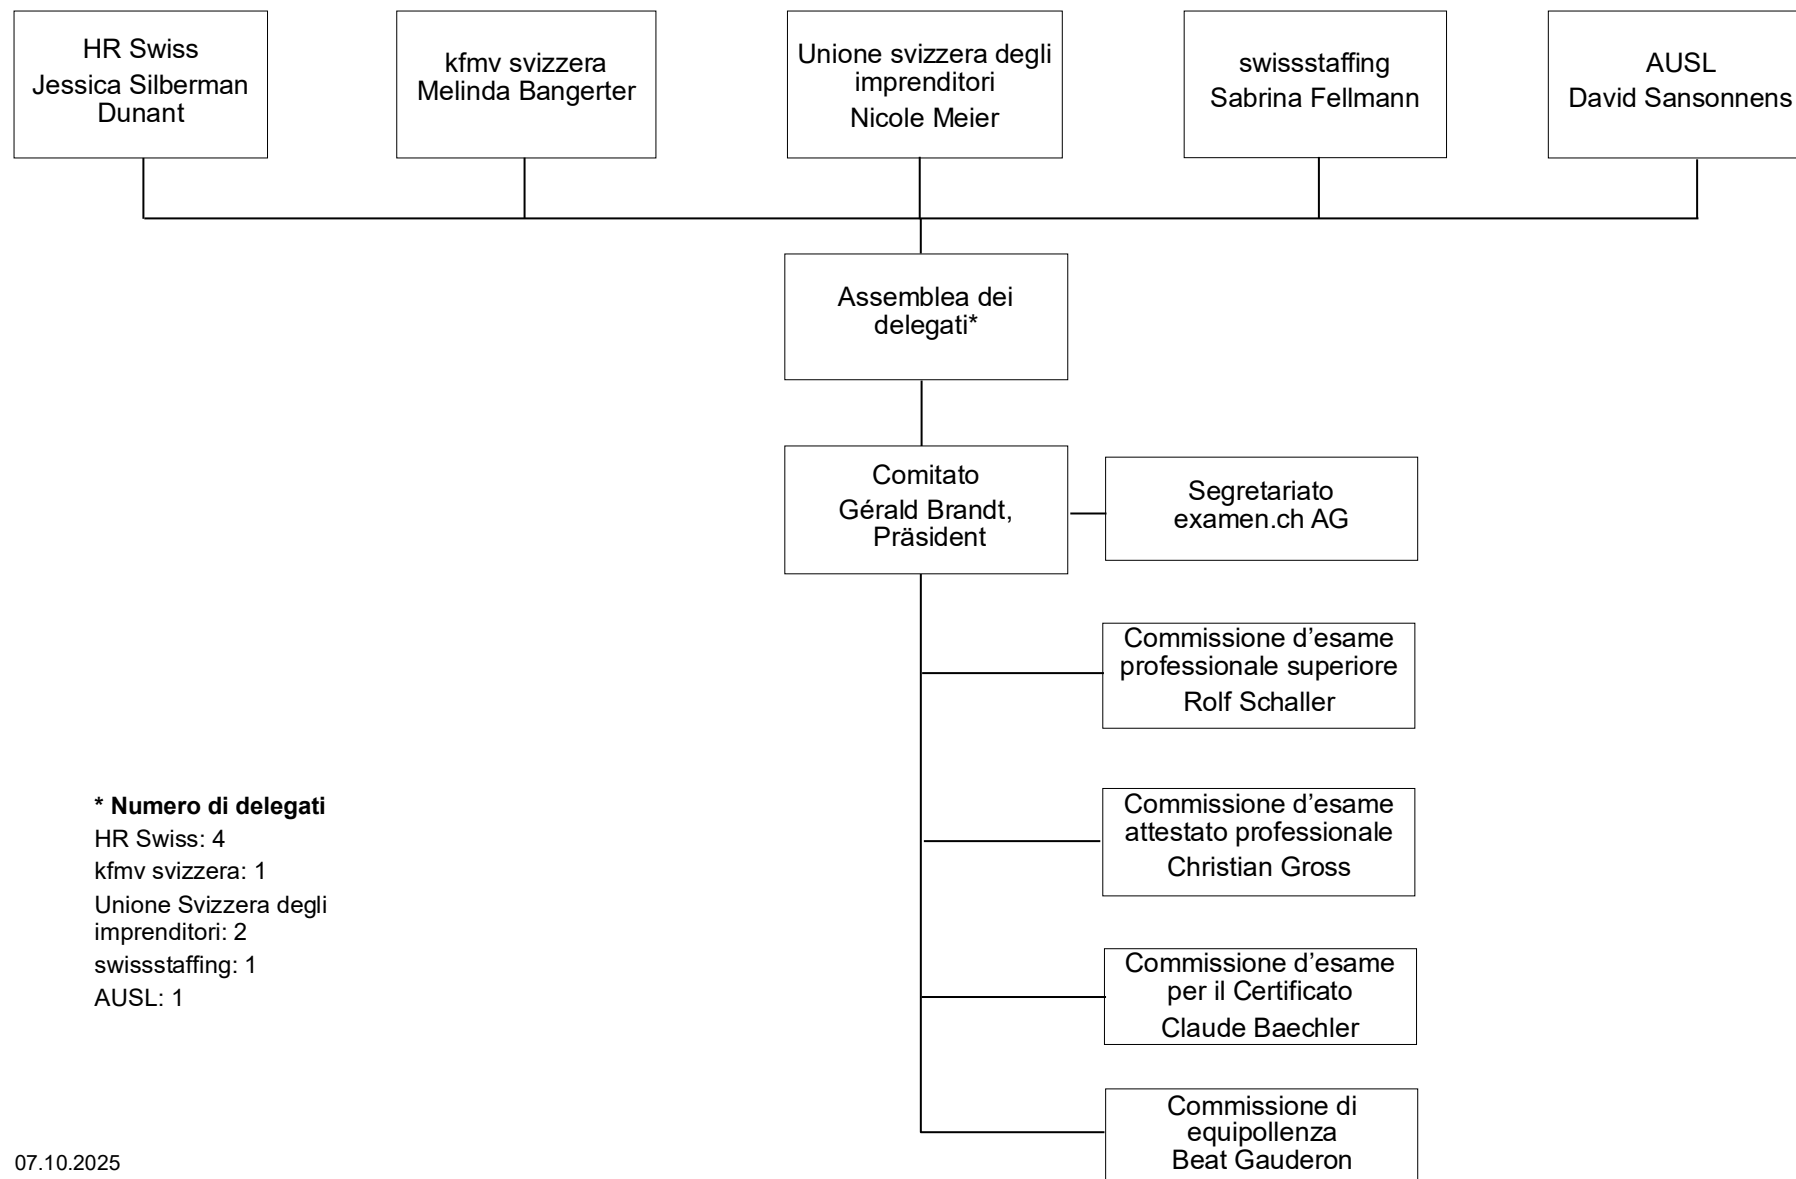 HR Swiss
Jessica Silberman
Dunant
kfmv svizzera
Melinda Bangerter
Unione svizzera degli
imprenditori
Nicole Meier
swissstaffing
Sabrina Fellmann
AUSL
David Sansonnens
Assemblea dei
delegati*
Comitato
Gérald Brandt,
Präsident
Segretariato
examen.ch AG
Commissione d’esame
professionale superiore
Rolf Schaller
Commissione d’esame
attestato professionale
Christian Gross
Commissione d’esame
per il Certificato
Claude Baechler
Commissione di
equipollenza
Beat Gauderon
* Numero di delegati
HR Swiss: 4
kfmv svizzera: 1
Unione Svizzera degli
imprenditori: 2
swissstaffing: 1
AUSL: 1
07.10.2025